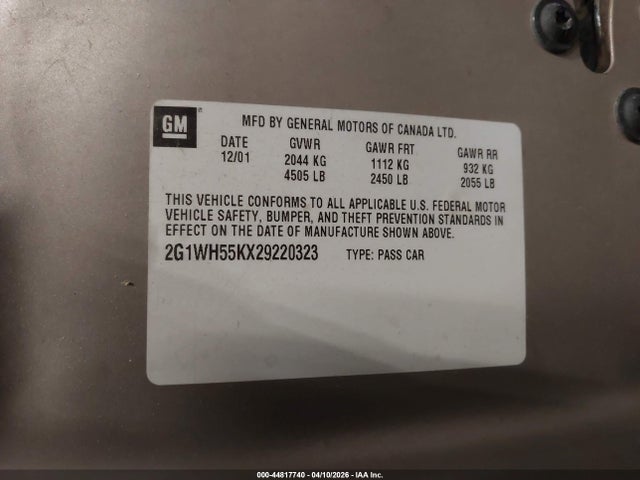 GM
MFD BY GENERAL MOTORS OF CANADA LTD.
DATE GVWR GAWR FRT GAWR RR
12/01 2044 KG 1112 KG 932 KG
4505 LB 2450 LB 2055 LB
THIS VEHICLE CONFORMS TO ALL APPLICABLE U.S. FEDERAL MOTOR
VEHICLE SAFETY, BUMPER, AND THEFT PREVENTION STANDARDS IN
EFFECT ON THE DATE OF MANUFACTURE SHOWN ABOVE.
2G1WH55KX29220323 TYPE: PASS CAR
000-44817740 - 04/10/2026 - IAA Inc.